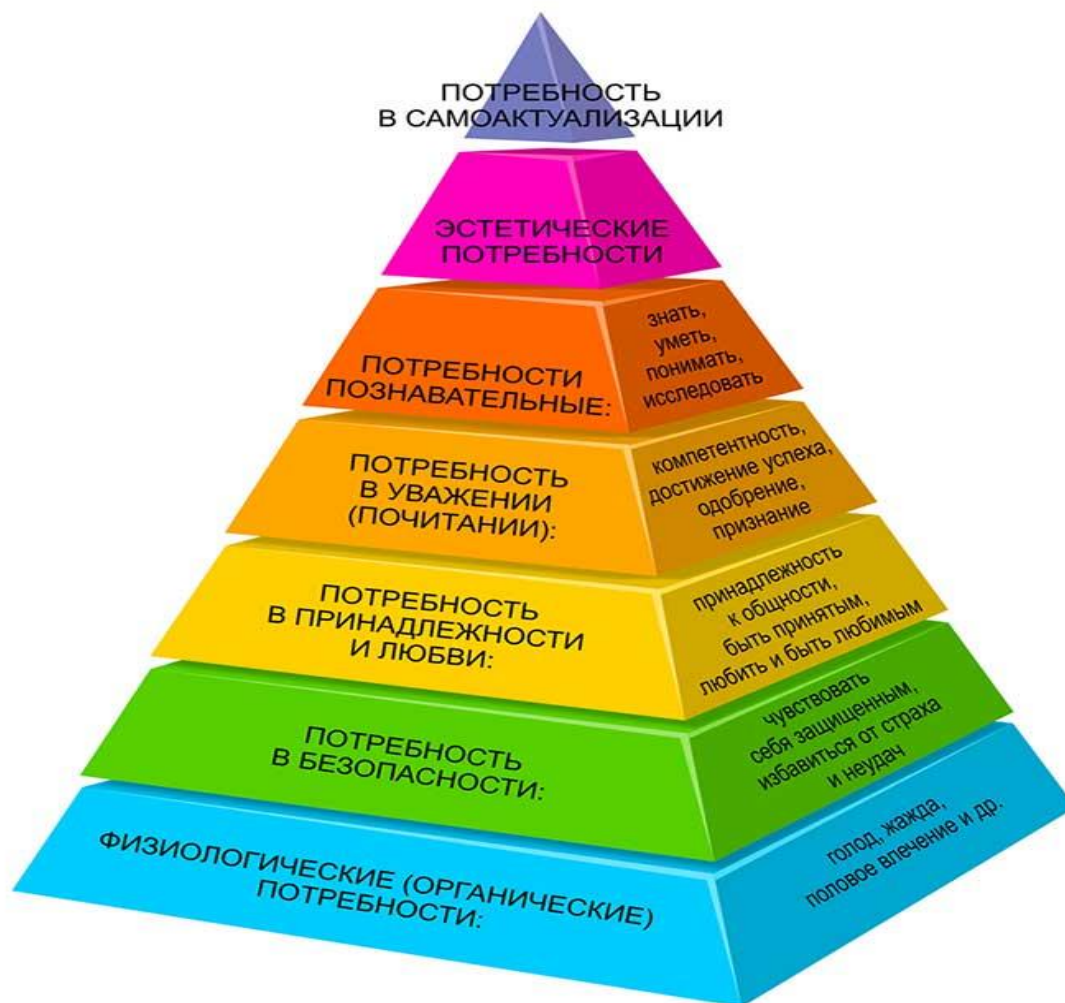 ПОТРЕБНОСТЬ
В САМОАКТУАЛИЗАЦИИ
ЭСТЕТИЧЕСКИЕ
ПОТРЕБНОСТИ
ПОТРЕБНОСТИ
ПОЗНАВАТЕЛЬНЫЕ:
знать,
уметь,
понимать,
исследовать
ПОТРЕБНОСТЬ
В УВАЖЕНИИ
(ПОЧИТАНИИ):
компетентность,
достижение успеха,
одобрение,
признание
ПОТРЕБНОСТЬ
В ПРИНАДЛЕЖНОСТИ
И ЛЮБВИ:
принадлежность
к общности,
быть принятым,
любить и быть любимым
ПОТРЕБНОСТЬ
В БЕЗОПАСНОСТИ:
чувствовать
себя защищенным,
избавиться от страха
и неудач
ФИЗИОЛОГИЧЕСКИЕ (ОРГАНИЧЕСКИЕ)
ПОТРЕБНОСТИ:
голод, жажда,
половое влечение и др.